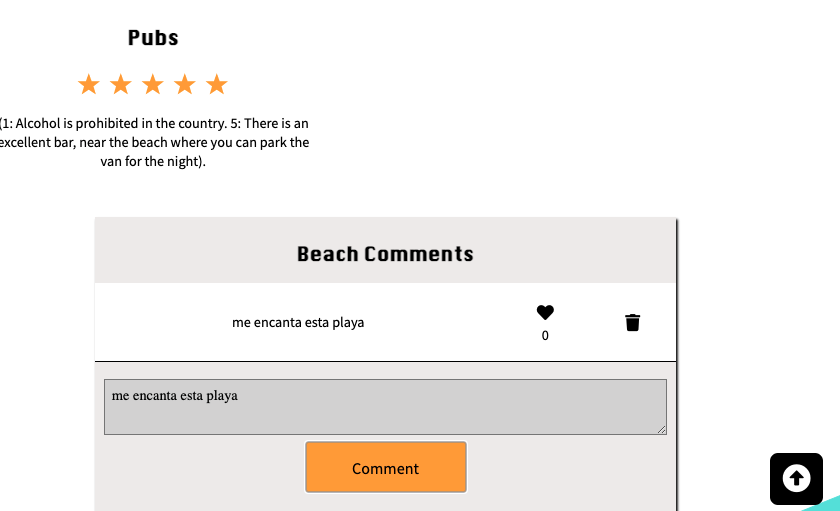 Pubs
(1: Alcohol is prohibited in the country. 5: There is an
excellent bar, near the beach where you can park the
van for the night).
Beach Comments
me encanta esta playa
0
me encanta esta playa
Comment